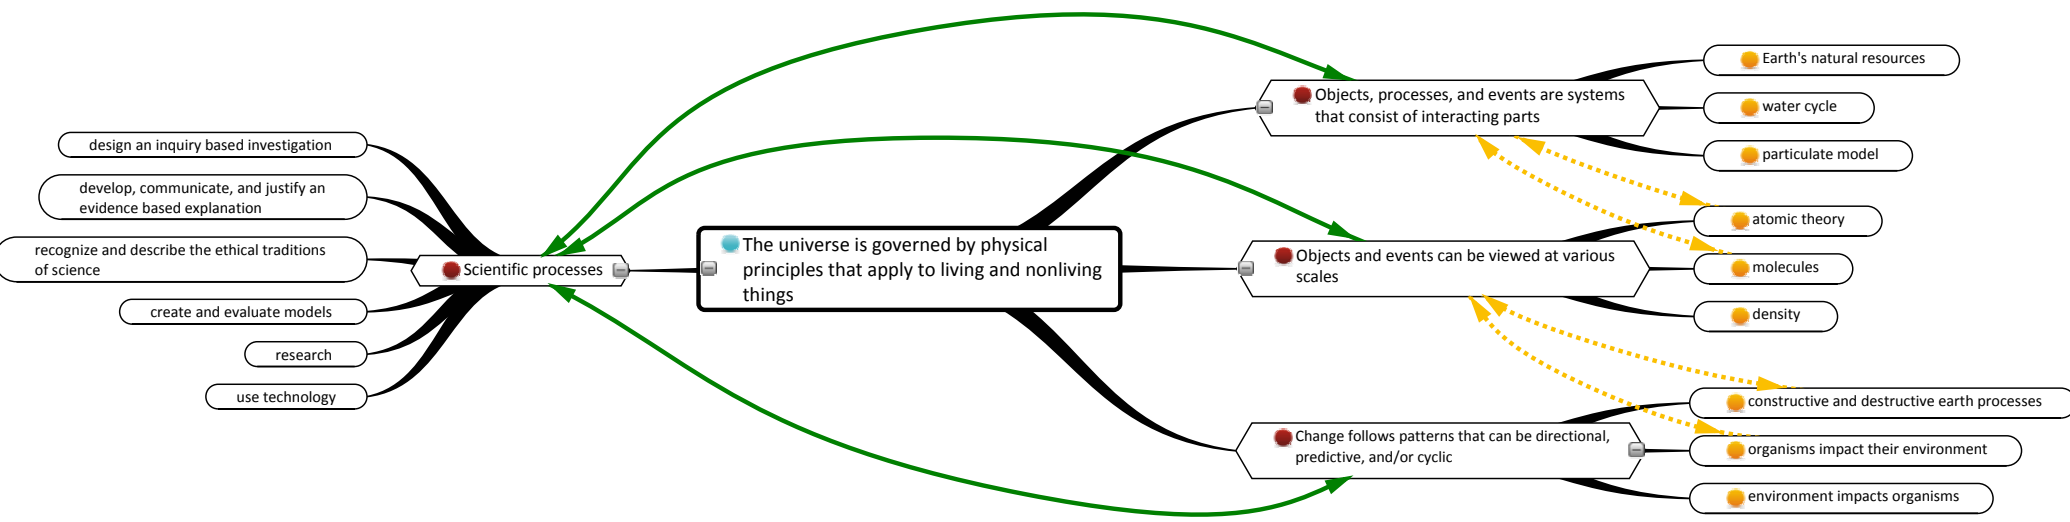 design an inquiry based investigation
develop, communicate, and justify an
evidence based explanation
recognize and describe the ethical traditions
of science
create and evaluate models
research
use technology
Scientific processes
The universe is governed by physical
principles that apply to living and nonliving
things
Objects, processes, and events are systems
that consist of interacting parts
Earth's natural resources
water cycle
particulate model
Objects and events can be viewed at various
scales
atomic theory
molecules
density
Change follows patterns that can be directional,
predictive, and/or cyclic
constructive and destructive earth processes
organisms impact their environment
environment impacts organisms